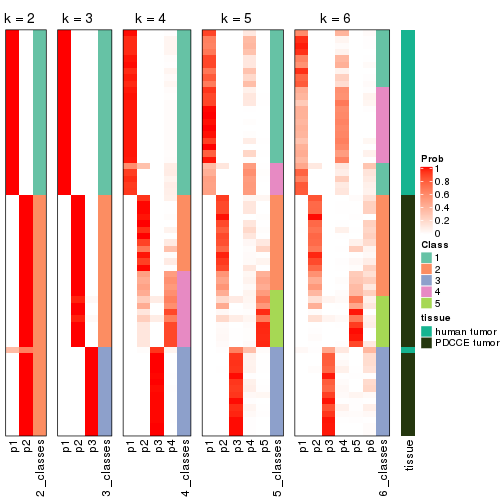 k = 2 k = 3 k = 4 k = 5 k = 6
Prob
1
0.8
0.6
0.4
0.2
0
Class
1
2
3
4
5
tissue
human tumor
PDCCE tumor
p1 p2 2_classes p1 p2 p3 3_classes p1 p2 p3 p4 4_classes p1 p2 p3 p4 p5 5_classes p1 p2 p3 p4 p5 p6 6_classes tissue